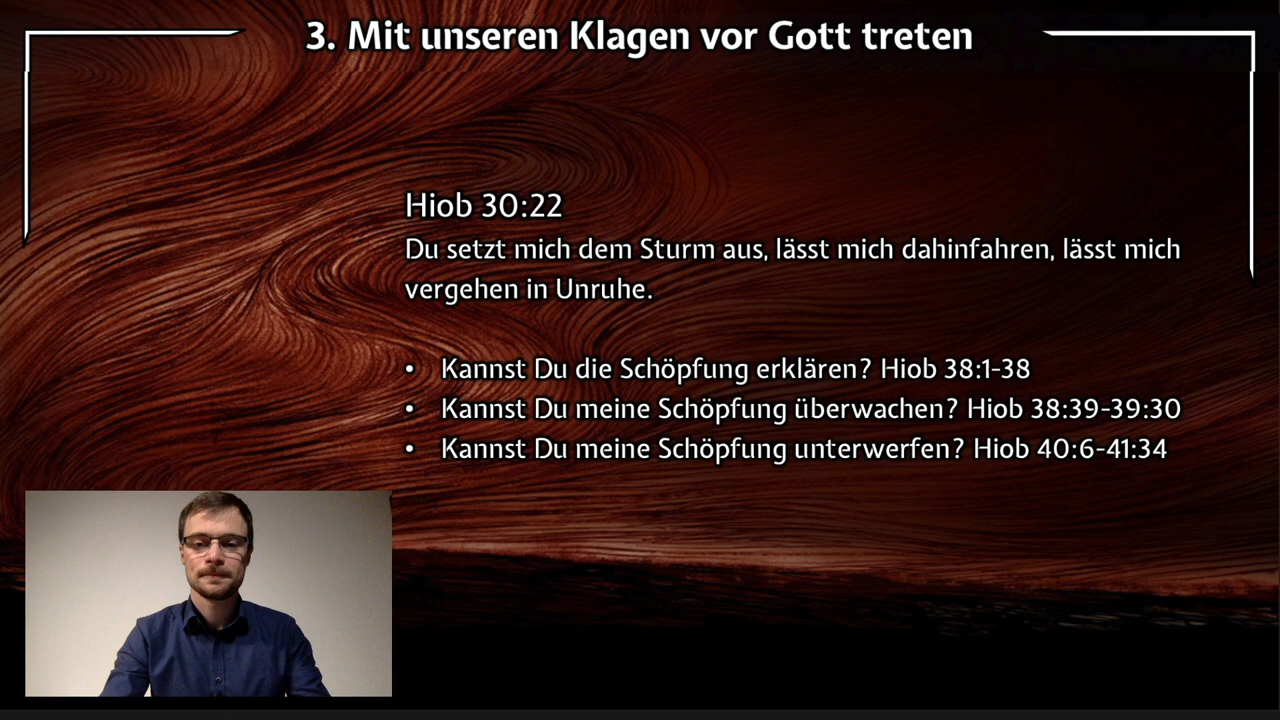 3. Mit unseren Klagen vor Gott treten
Hiob 30:22
Du setzt mich dem Sturm aus, lässt mich dahinfahren, lässt mich
vergehen in Unruhe.
• Kannst Du die Schöpfung erklären? Hiob 38:1-38
• Kannst Du meine Schöpfung überwachen? Hiob 38:39-39:30
• Kannst Du meine Schöpfung unterwerfen? Hiob 40:6-41:34